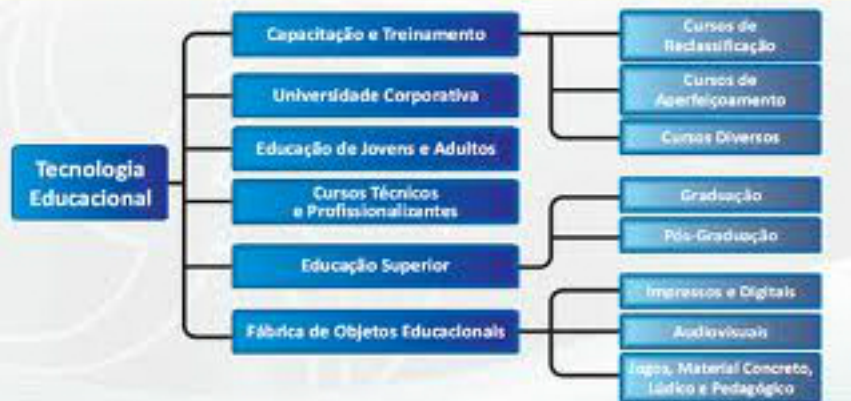 Tecnologia
Educacional
Capacitação e Treinamento
Universidade Corporativa
Educação de Jovens e Adultos
Cursos Técnicos
e Profissionalizantes
Educação Superior
Fábrica de Objetos Educacionais
Cursos de
Reclassificação
Cursos de
Aperfeiçoamento
Cursos Diversos
Graduação
Pós-Graduação
Impressos e Digitais
Audiovisuais
Jogos, Material Concreto,
Lúdico e Pedagógico